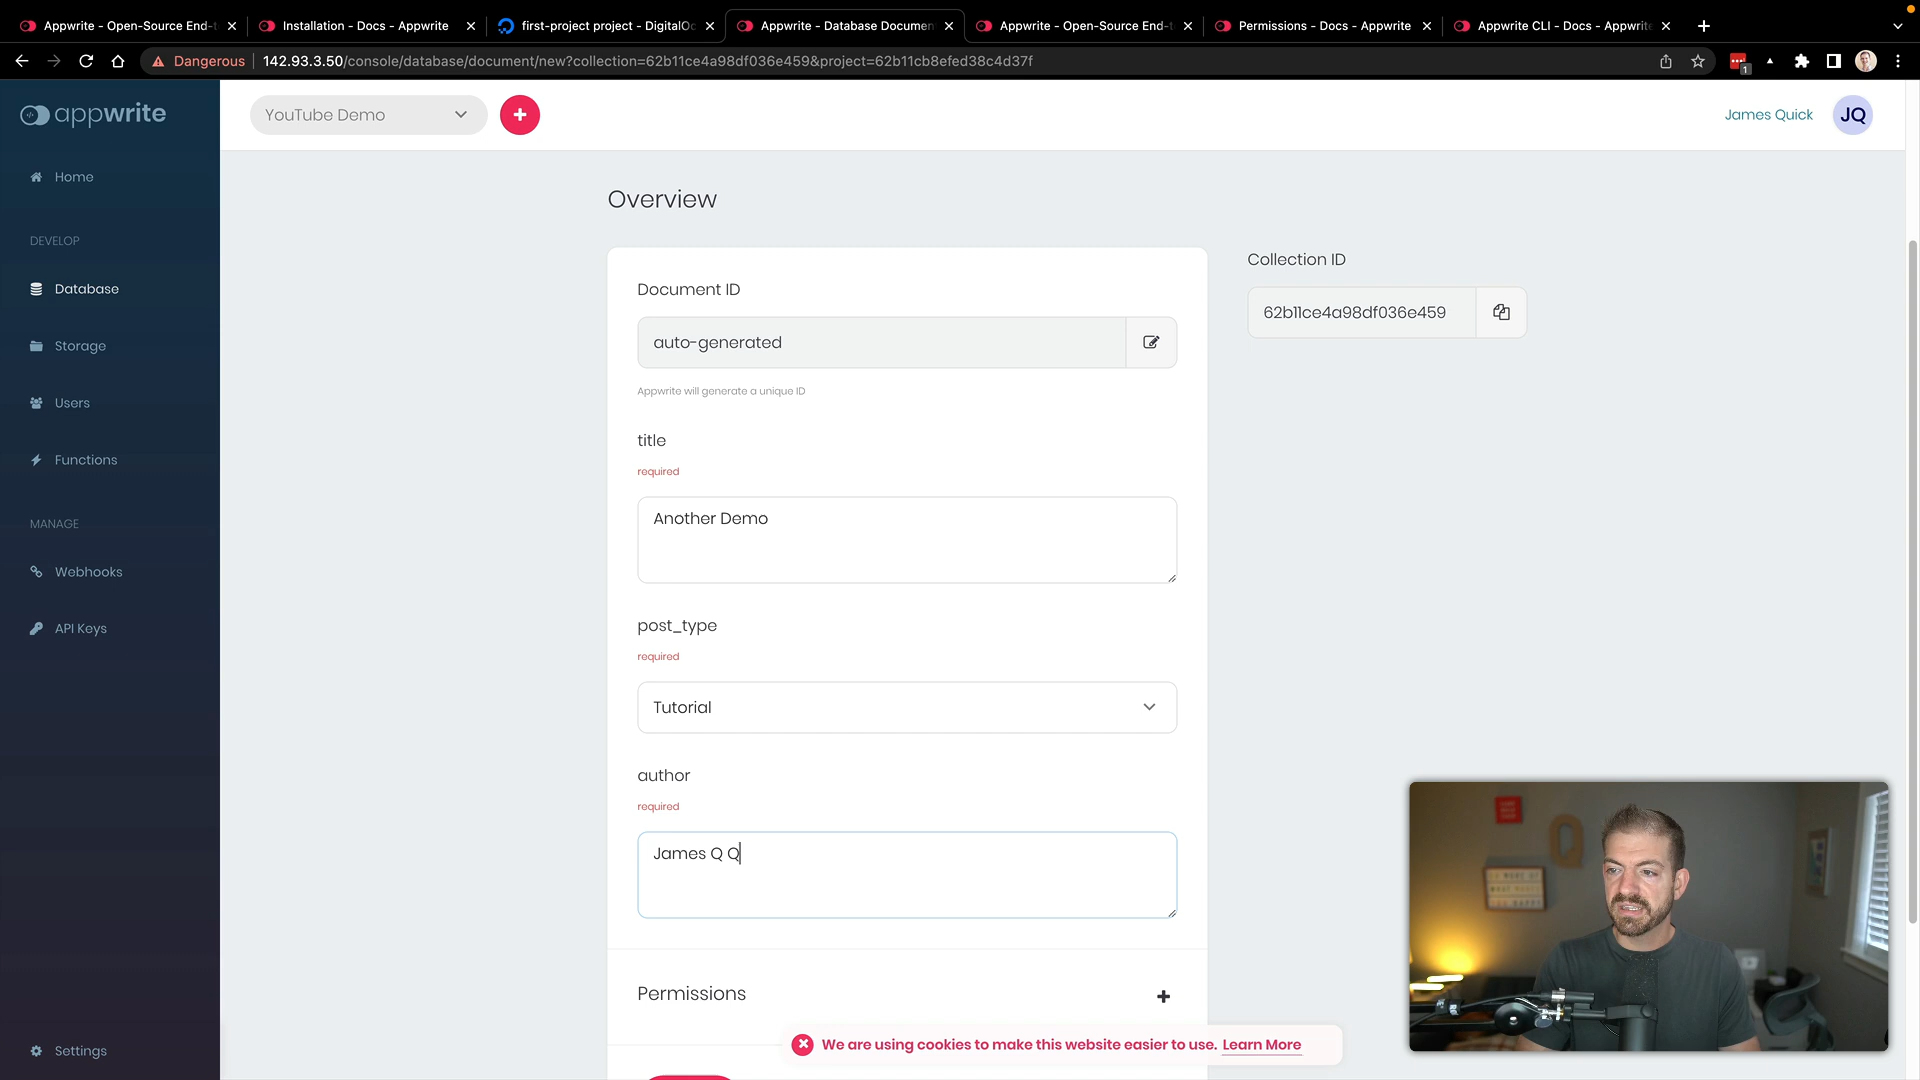 Appwrite - Open-Source End-t
Installation - Docs - Appwrite
first-project project - DigitalOc
Appwrite - Database Documen
Appwrite - Open-Source End-t
Permissions - Docs - Appwrite
Appwrite CLI - Docs - Appwrite
Dangerous
142.93.3.50/console/database/document/new?collection=62b11ce4a98df036e459&project=62b11cb8efed38c4d37f
1
appwrite
YouTube Demo
James Quick
JQ
Home
DEVELOP
Database
Storage
Users
Functions
MANAGE
Webhooks
API Keys
Settings
Overview
Document ID
auto-generated
Appwrite will generate a unique ID
title
required
Another Demo
post_type
required
Tutorial
author
required
James Q Q
Permissions
Collection ID
62b11ce4a98df036e459
We are using cookies to make this website easier to use. Learn More